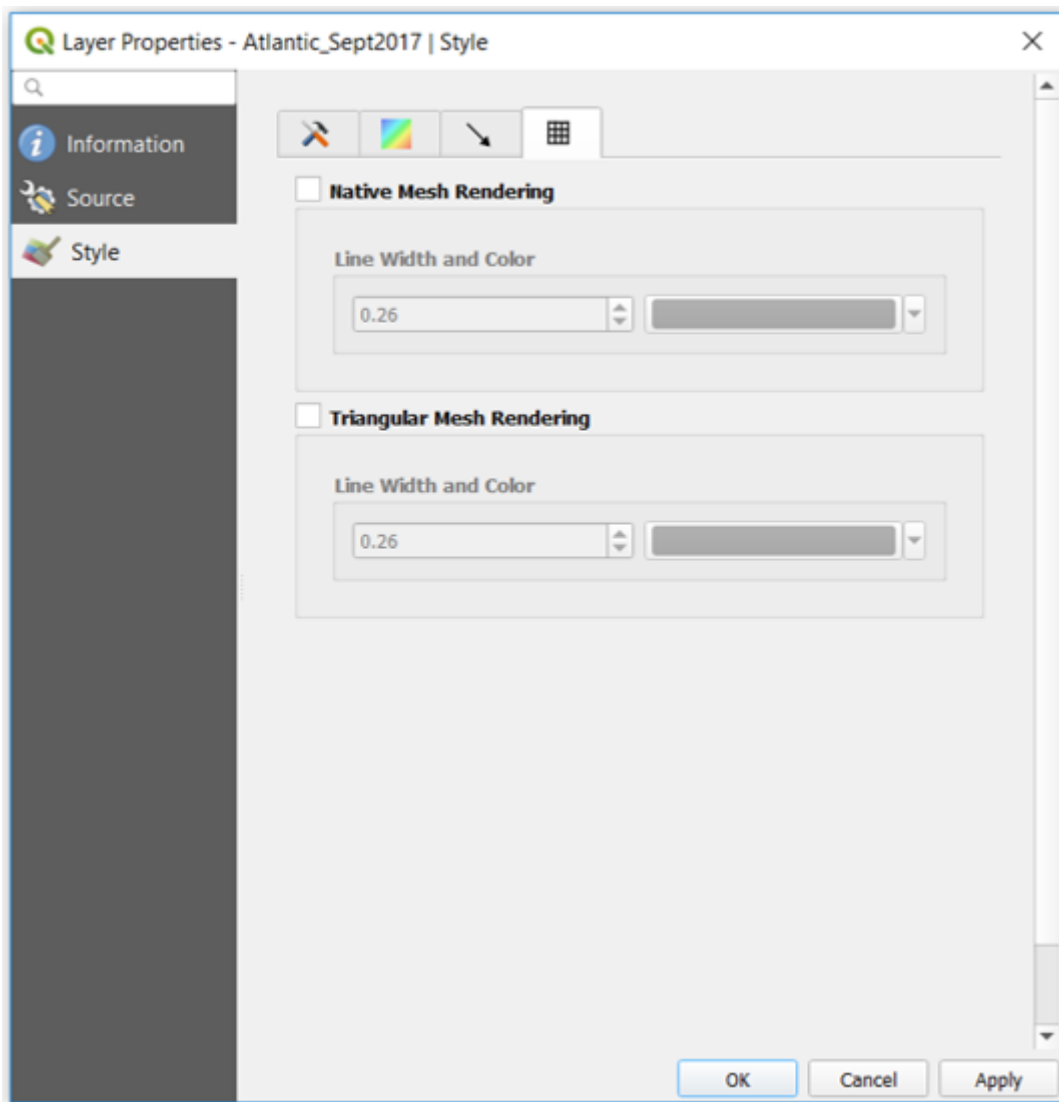 Layer Properties - Atlantic_Sept2017 | Style
Information
Source
Style
Native Mesh Rendering
Line Width and Color
0.26
Triangular Mesh Rendering
Line Width and Color
0.26
OK Cancel Apply